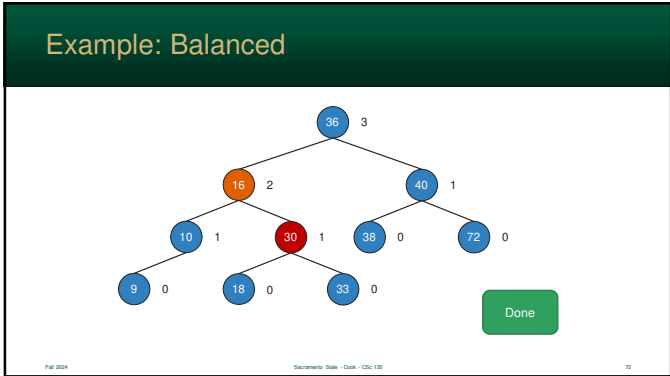 Example: Balanced
36 3
16 2 40 1
10 1 30 1 38 0 72 0
9 0 18 0 33 0
Done
Fall 2024 Sacramento State - Cook - CSc 130 72